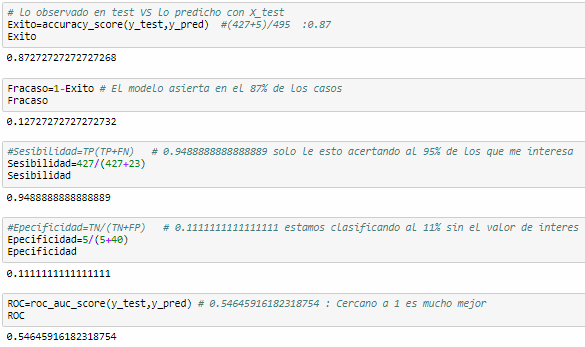 # lo observado en test VS lo predicho con X_test
Exito=accuracy_score(y_test,y_pred)  #(427+5)/495  :0.87
Exito
0.87272727272727268
Fracaso=1-Exito # El modelo asierta en el 87% de los casos
Fracaso
0.12727272727272732
#Sesibilidad=TP(TP+FN)   # 0.9488888888888889 solo le esto acertando al 95% de los que me interesa
Sesibilidad=427/(427+23)
Sesibilidad
0.9488888888888889
#Epecificidad=TN/(TN+FP)   # 0.1111111111111111 estamos clasificando al 11% sin el valor de interes
Epecificidad=5/(5+40)
Epecificidad
0.1111111111111111
ROC=roc_auc_score(y_test,y_pred) # 0.54645916182318754 : Cercano a 1 es mucho mejor
ROC
0.54645916182318754